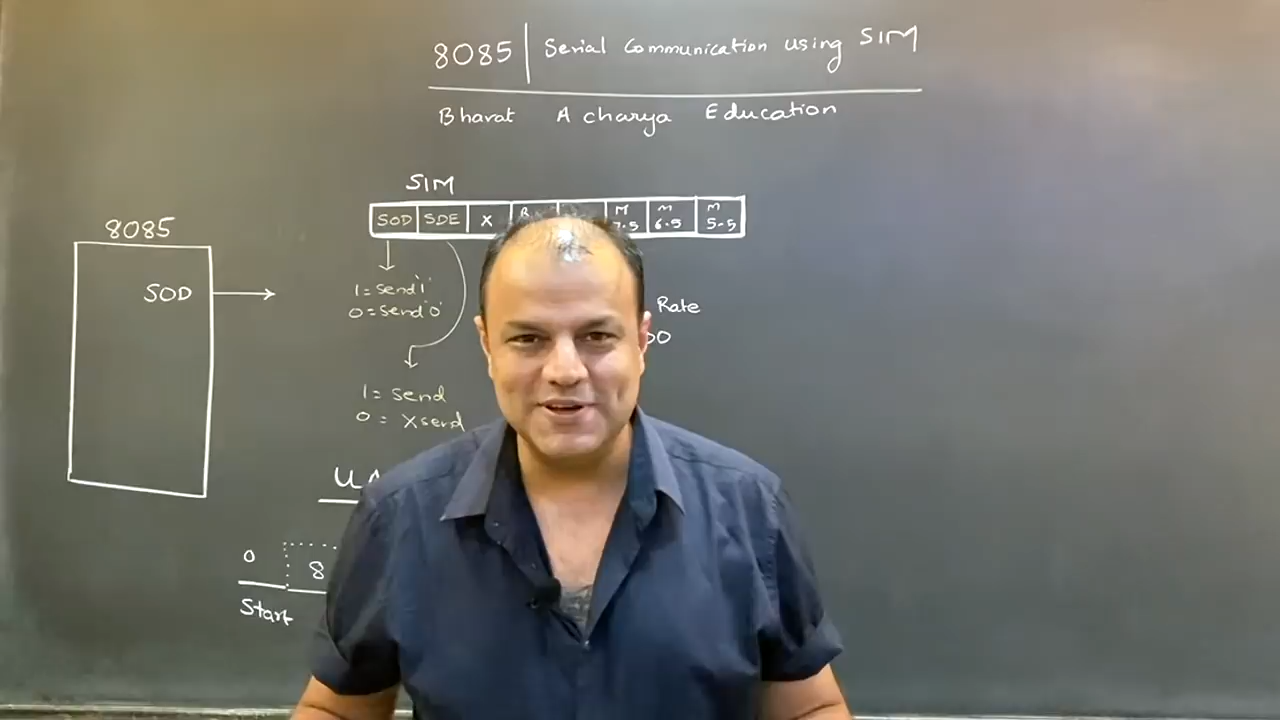 8085 | Serial Communication using SIM
Bharat Acharya Education
SIM
SOD SDE X 7.5 M 6.5 M 5.5
8085
SOD
1 = Send '1'
0 = Send '0'
Rate
1 = Send
0 = X send
0
8
Start